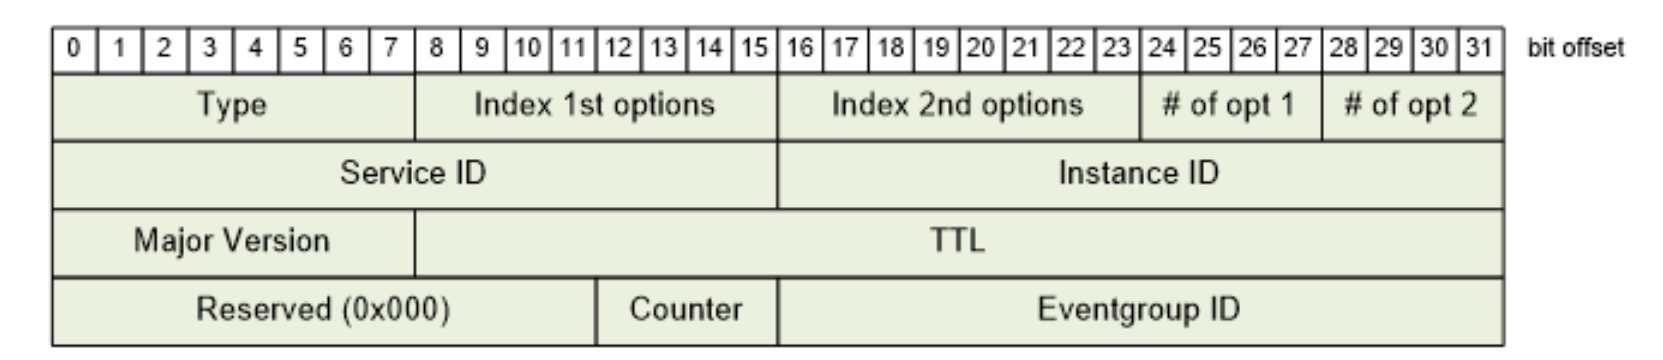 0 1 2 3 4 5 6 7 8 9 10 11 12 13 14 15 16 17 18 19 20 21 22 23 24 25 26 27 28 29 30 31 bit offset
Type Index 1st options Index 2nd options # of opt 1 # of opt 2
Service ID Instance ID
Major Version TTL
Reserved (0x000) Counter Eventgroup ID